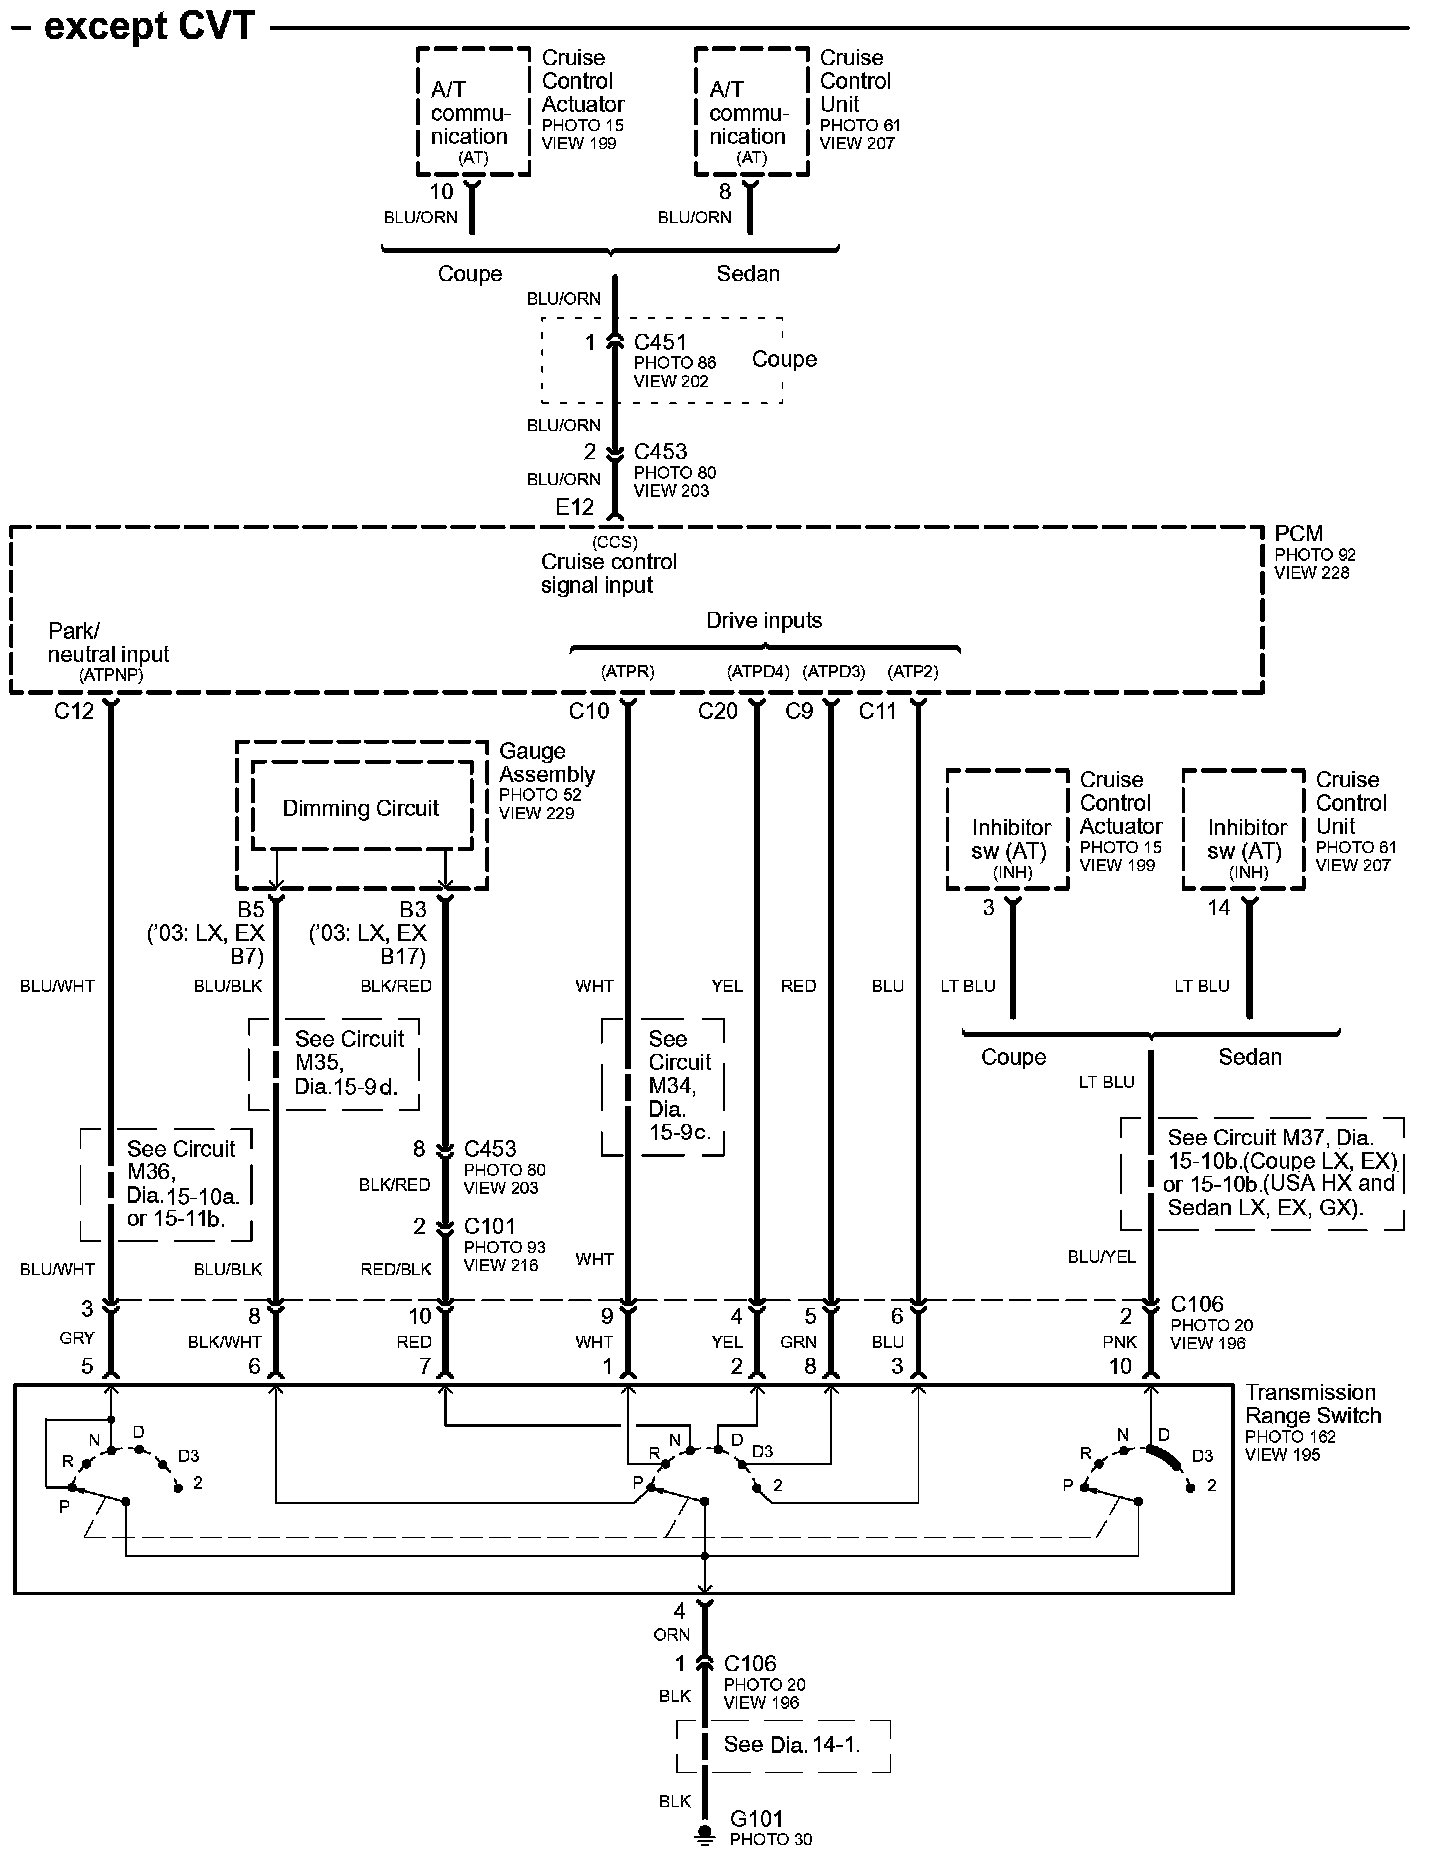 except CVT
A/T
commu-
nication
(AT)
Cruise
Control
Actuator
PHOTO 15
VIEW 199
A/T
commu-
nication
(AT)
Cruise
Control
Unit
PHOTO 61
VIEW 207
10
8
BLU/ORN
BLU/ORN
Coupe
Sedan
BLU/ORN
1
C451
PHOTO 86
VIEW 202
Coupe
BLU/ORN
2
C453
PHOTO 80
VIEW 203
BLU/ORN
E12
(CCS)
Cruise control
signal input
PCM
PHOTO 92
VIEW 228
Park/
neutral input
(ATPNP)
Drive inputs
(ATPR)
(ATPD4)
(ATPD3)
(ATP2)
C12
C10
C20
C9
C11
Dimming Circuit
Gauge
Assembly
PHOTO 52
VIEW 229
Inhibitor
sw (AT)
(INH)
Cruise
Control
Actuator
PHOTO 15
VIEW 199
Inhibitor
sw (AT)
(INH)
Cruise
Control
Unit
PHOTO 61
VIEW 207
B5
('03: LX, EX
B7)
B3
('03: LX, EX
B17)
3
14
BLU/WHT
BLU/BLK
BLK/RED
WHT
YEL
RED
BLU
LT BLU
LT BLU
Coupe
Sedan
LT BLU
See Circuit
M35,
Dia.15-9d.
See
Circuit
M34,
Dia.
15-9c.
See Circuit
M36,
Dia.15-10a.
or 15-11b.
8
C453
PHOTO 80
VIEW 203
BLK/RED
2
C101
PHOTO 93
VIEW 216
See Circuit M37, Dia.
15-10b.(Coupe LX, EX)
or 15-10b.(USA HX and
Sedan LX, EX, GX).
BLU/WHT
BLU/BLK
RED/BLK
WHT
BLU/YEL
3
8
10
9
4
5
6
2
C106
PHOTO 20
VIEW 196
GRY
BLK/WHT
RED
WHT
YEL
GRN
BLU
PNK
5
6
7
1
2
8
3
10
Transmission
Range Switch
PHOTO 162
VIEW 195
P
R
N
D
D3
2
P
R
N
D
D3
2
P
R
N
D
D3
2
4
ORN
1
C106
PHOTO 20
VIEW 196
BLK
See Dia. 14-1.
BLK
G101
PHOTO 30